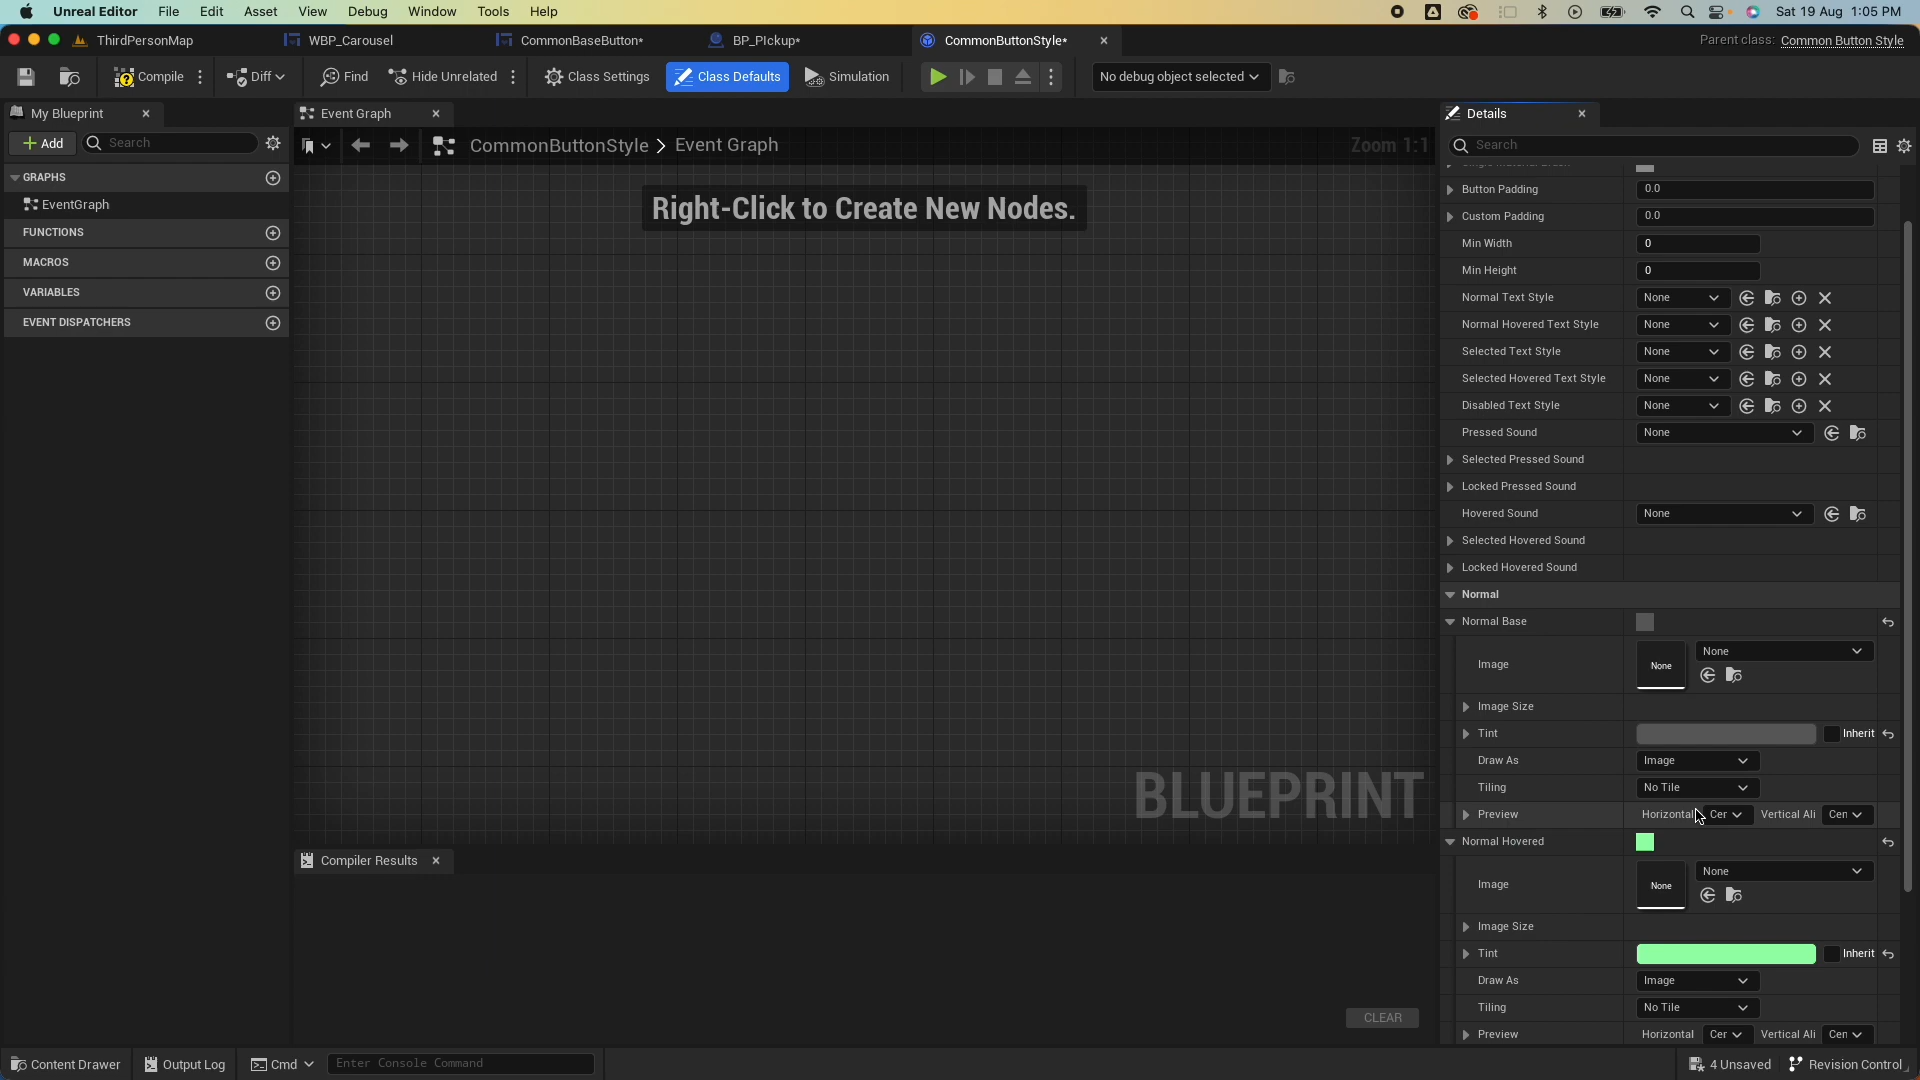 Unreal Editor File Edit Asset View Debug Window Tools Help Sat 19 Aug 1:05 PM
ThirdPersonMap WBP_Carousel CommonBaseButton* BP_PIckup* CommonButtonStyle* Parent class: Common Button Style
Compile Diff Find Hide Unrelated Class Settings Class Defaults Simulation No debug object selected
My Blueprint Event Graph Details
Add Search CommonButtonStyle > Event Graph Zoom 1:1 Search
GRAPHS
EventGraph
FUNCTIONS
MACROS
VARIABLES
EVENT DISPATCHERS
Right-Click to Create New Nodes.
BLUEPRINT
Compiler Results
CLEAR
Button Padding 0.0
Custom Padding 0.0
Min Width 0
Min Height 0
Normal Text Style None
Normal Hovered Text Style None
Selected Text Style None
Selected Hovered Text Style None
Disabled Text Style None
Pressed Sound None
Selected Pressed Sound
Locked Pressed Sound
Hovered Sound None
Selected Hovered Sound
Locked Hovered Sound
Normal
Normal Base
Image None None
Image Size
Tint Inherit
Draw As Image
Tiling No Tile
Preview Horizontal Cer Vertical Ali Cen
Normal Hovered
Image None None
Image Size
Tint Inherit
Draw As Image
Tiling No Tile
Preview Horizontal Cer Vertical Ali Cen
Content Drawer Output Log Cmd Enter Console Command 4 Unsaved Revision Control